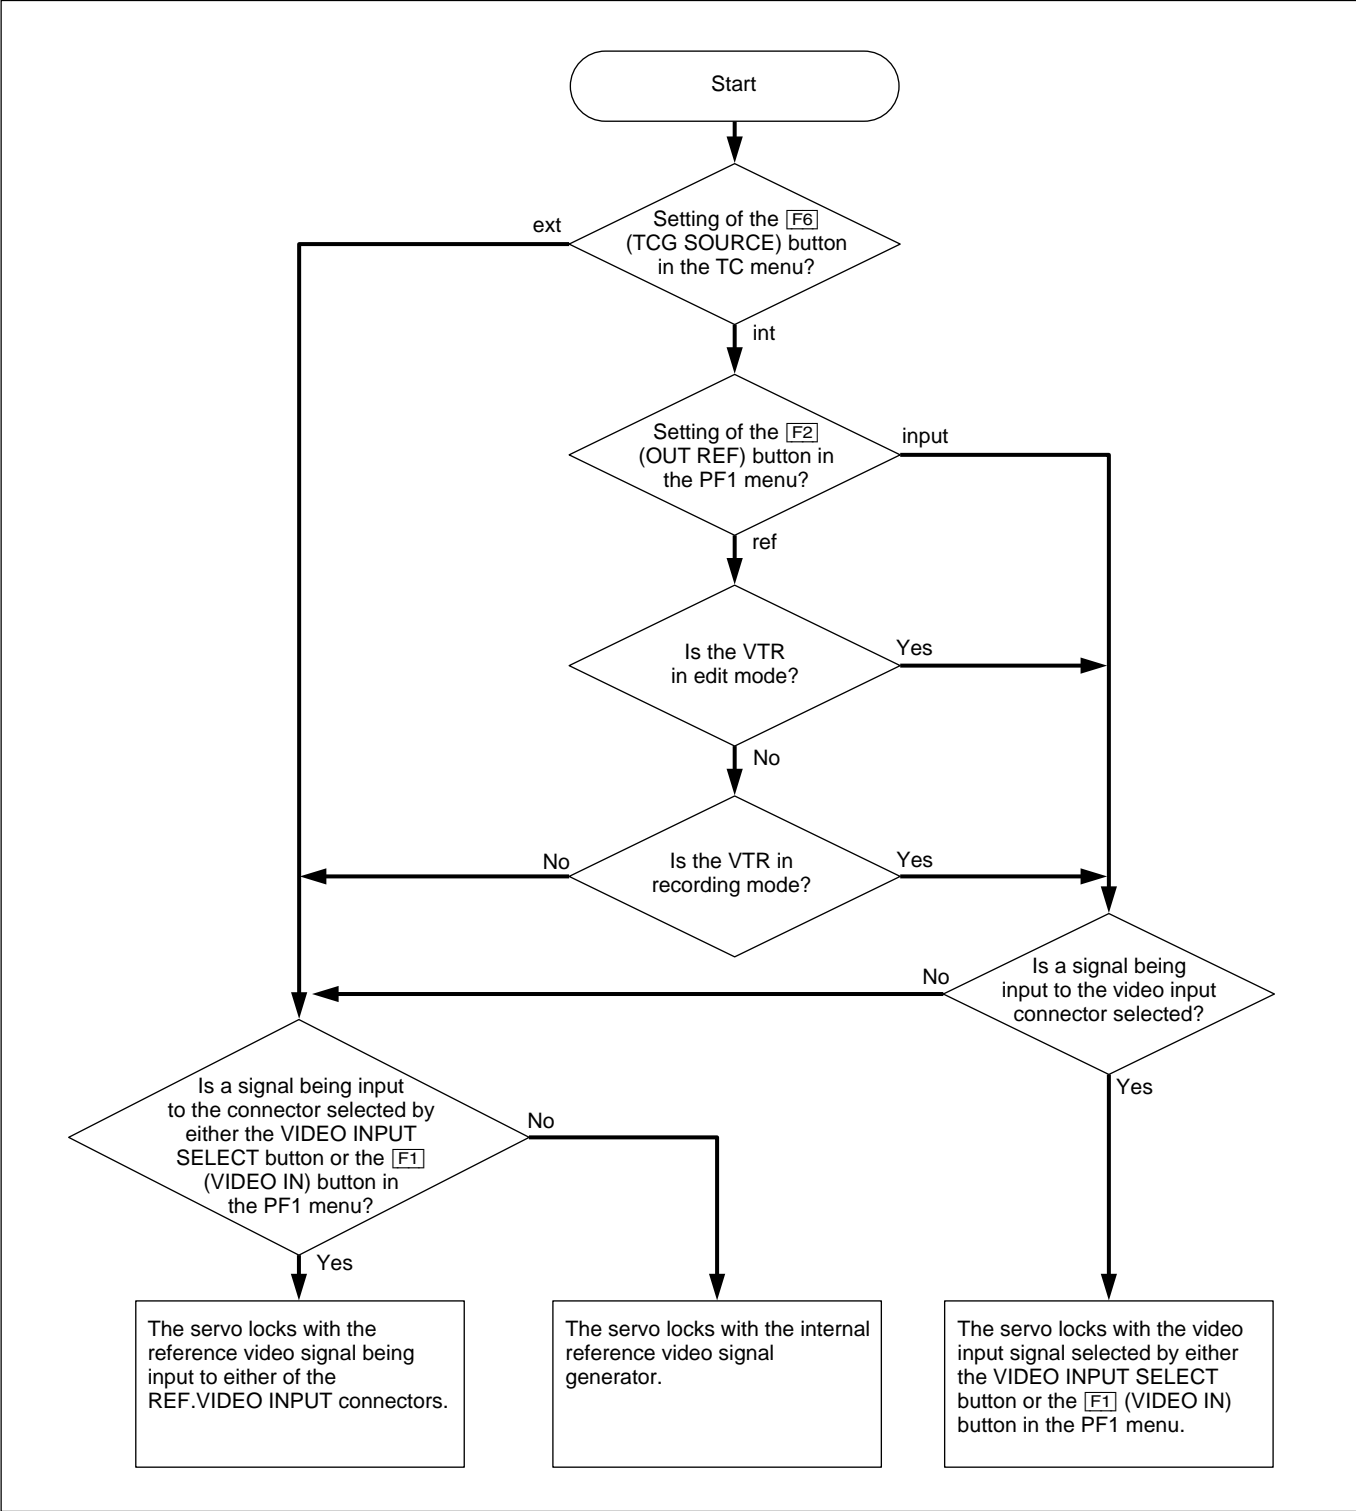 Start
Setting of the F6
(TCG SOURCE) button
in the TC menu?
ext
int
Setting of the F2
(OUT REF) button in
the PF1 menu?
input
ref
Is the VTR
in edit mode?
Yes
No
Is the VTR in
recording mode?
No
Yes
Is a signal being
input to the video input
connector selected?
No
Yes
Is a signal being input
to the connector selected by
either the VIDEO INPUT
SELECT button or the F1
(VIDEO IN) button in
the PF1 menu?
No
Yes
The servo locks with the
reference video signal being
input to either of the
REF.VIDEO INPUT connectors.
The servo locks with the internal
reference video signal
generator.
The servo locks with the video
input signal selected by either
the VIDEO INPUT SELECT
button or the F1 (VIDEO IN)
button in the PF1 menu.